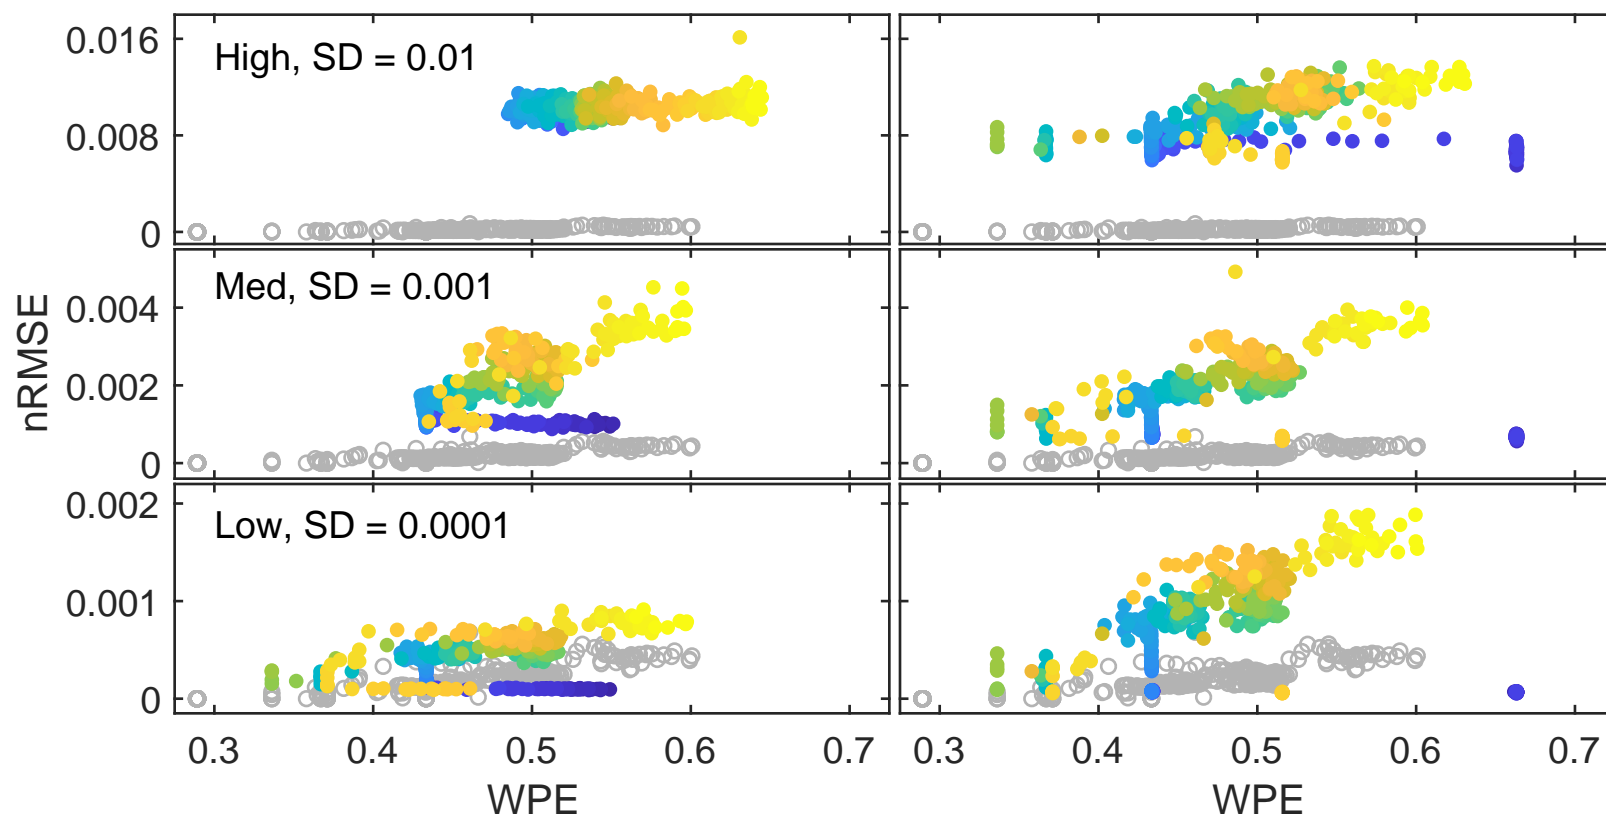 0.016
High, SD = 0.01
0.008
0
nRMSE
Med, SD = 0.001
0.004
0.002
0
0.002
Low, SD = 0.0001
0.001
0
0.3 0.4 0.5 0.6 0.7 0.3 0.4 0.5 0.6 0.7
WPE WPE